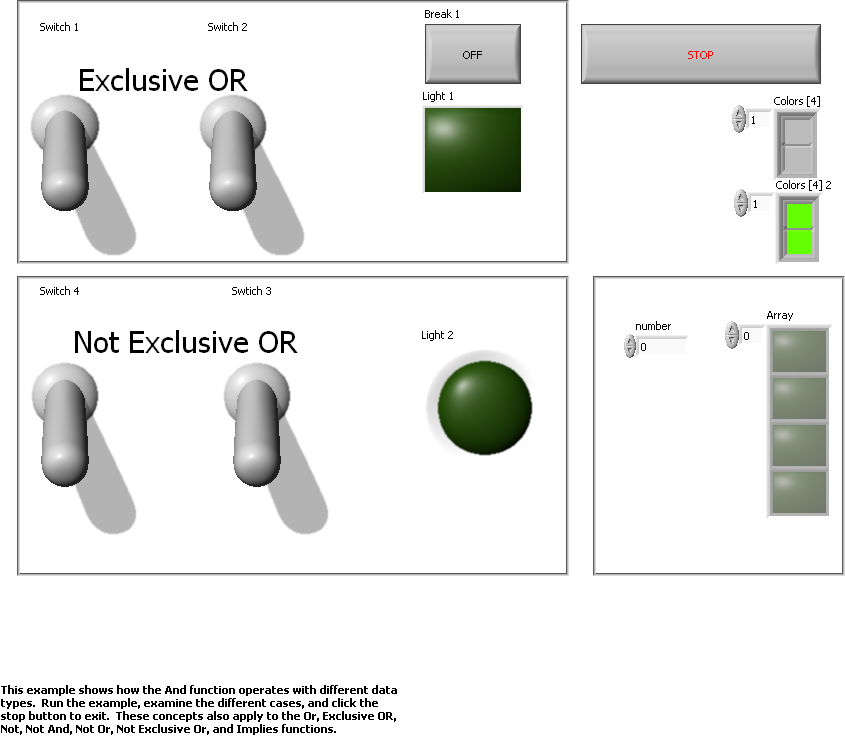 Switch 1
Switch 2
Break 1
OFF
STOP
Exclusive OR
Light 1
Colors [4]
1
Colors [4] 2
1
Switch 4
Swtich 3
Not Exclusive OR
Light 2
number
0
Array
0
This example shows how the And function operates with different data
types.  Run the example, examine the different cases, and click the
stop button to exit.  These concepts also apply to the Or, Exclusive OR,
Not, Not And, Not Or, Not Exclusive Or, and Implies functions.